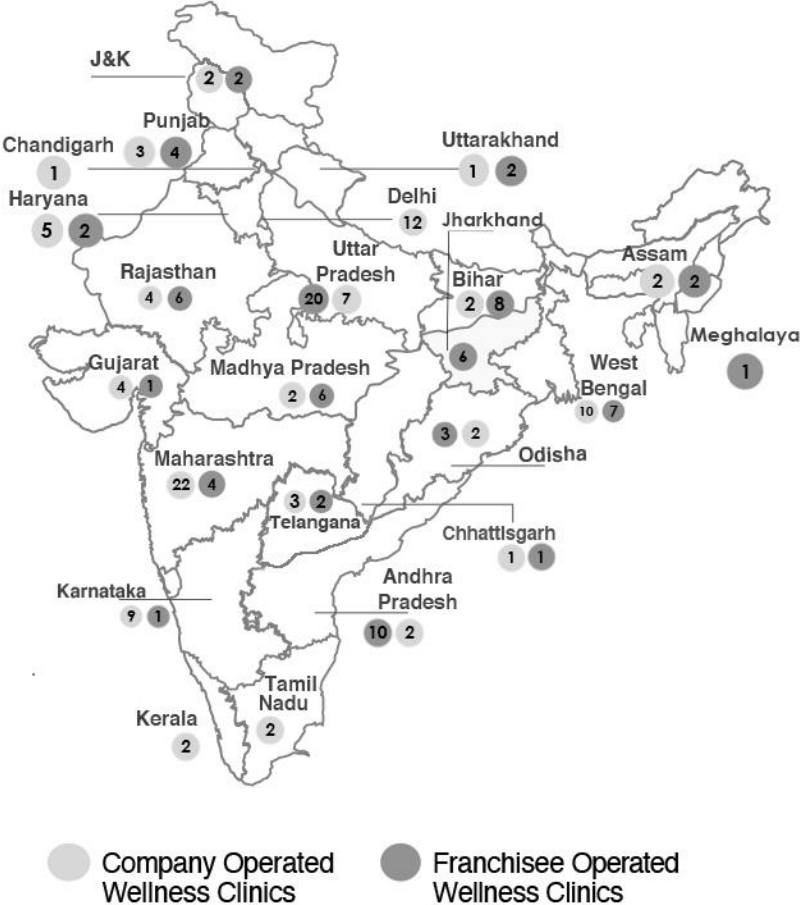 J&K
2 2
Punjab
3 4
Chandigarh
1
Uttarakhand
1 2
Haryana
5 2
Delhi
12
Jharkhand
6
Uttar
Pradesh
20 7
Rajasthan
4 6
Bihar
2 8
Assam
2 2
Meghalaya
1
Gujarat
4 1
Madhya Pradesh
2 6
West
Bengal
10 7
3 2
Odisha
Maharashtra
22 4
3 2
Telangana
ChhattIsgarh
1 1
Karnataka
9 1
Andhra
Pradesh
10 2
Tamil
Nadu
2
Kerala
2
Company Operated
Wellness Clinics
Franchisee Operated
Wellness Clinics